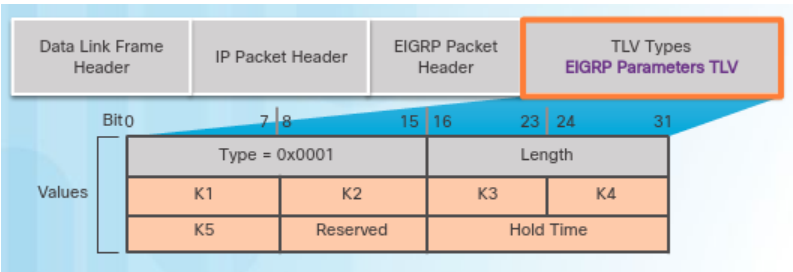 Data Link Frame
Header
IP Packet Header
EIGRP Packet
Header
TLV Types
EIGRP Parameters TLV
Bit 0 7 8 15 16 23 24 31
Values
Type = 0x0001 Length
K1 K2 K3 K4
K5 Reserved Hold Time